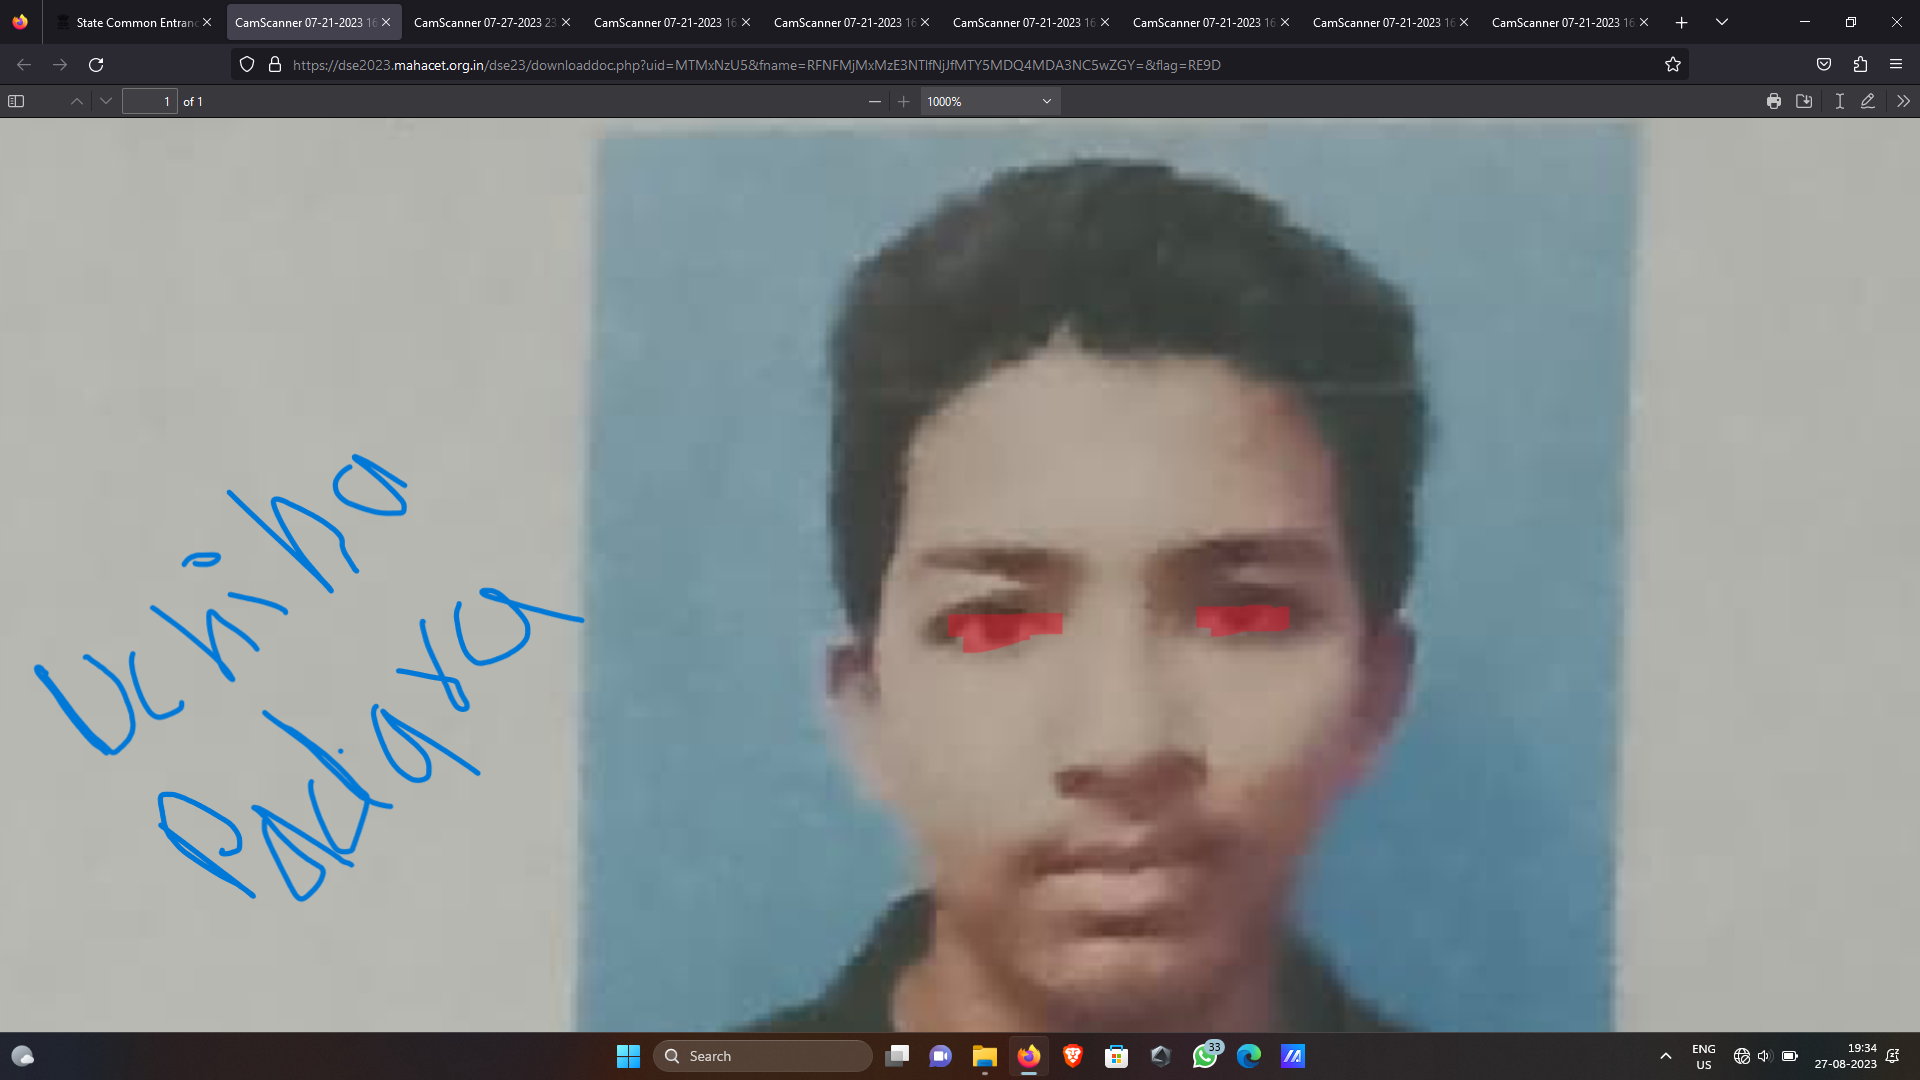 State Common Entranc
CamScanner 07-21-2023 16
CamScanner 07-27-2023 23
CamScanner 07-21-2023 16
CamScanner 07-21-2023 16
CamScanner 07-21-2023 16
CamScanner 07-21-2023 16
CamScanner 07-21-2023 16
CamScanner 07-21-2023 16
https://dse2023.mahacet.org.in/dse23/downloaddoc.php?uid=MTMxNzU5&fname=RFNFMjMxMzE3NTlfNjJfMTY5MDQ4MDA3NC5wZGY=&flag=RE9D
1 of 1
1000%
Uchiha
Search
33
ENG
US
19:34
27-08-2023